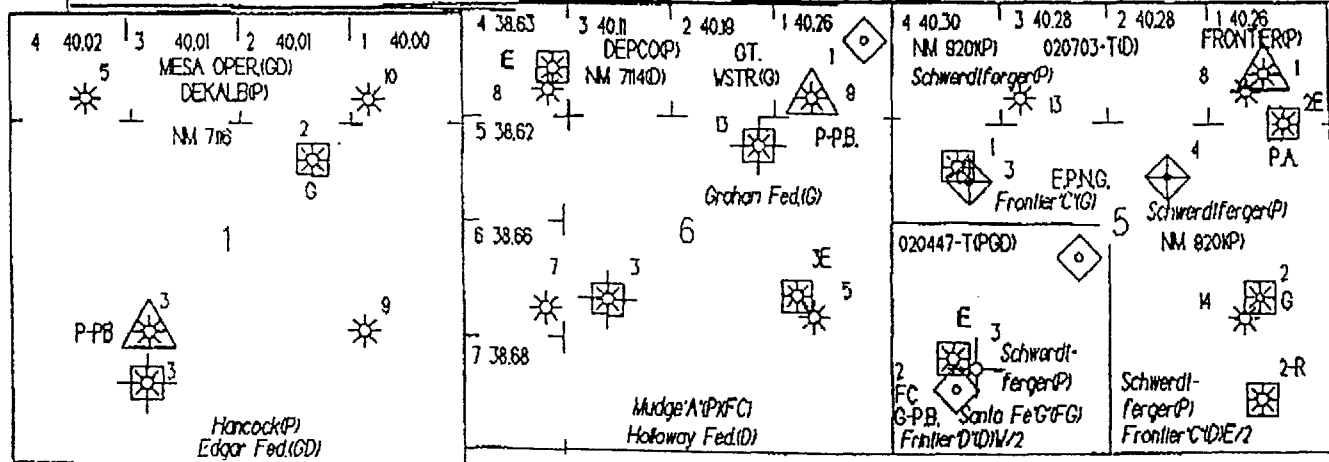 4 40.02 3 40.01 2 40.01 1 40.00
MESA OPER.(GD)
DEKALB(P)
5
10
NM 7116
2
G
1
3
P-PB
9
3
Hancock(P)
Edgar Fed.(GD)
4 38.63 3 40.11 2 40.19 1 40.26
DEPCO(P) GT.
E
NM 7114(D) WSTR.(G)
1
8
9
5 38.62
13
P-P.B.
Graham Fed.(G)
6 38.66
6
7
3
3E
5
7 38.68
Mudge'A'(P)(FC)
Holloway Fed.(D)
4 40.30 3 40.28 2 40.28 1 40.26
NM 820X(P) 020703-T(D) FRONTIER(P)
Schwerdtforger(P)
8
1
13
2E
P.A.
1
3
4
E.P.N.G.
Frontier'C'(G)
5
Schwerdtferger(P)
020447-T(PGD)
NM 820X(P)
2
G
14
E
3
Schwerdt-
ferger(P)
2
FC
G-P.B. Santa Fe'G'(FG)
Frintier'D'(D)W/2
2-R
Schwerdt-
ferger(P)
Frontier'C'(D)E/2